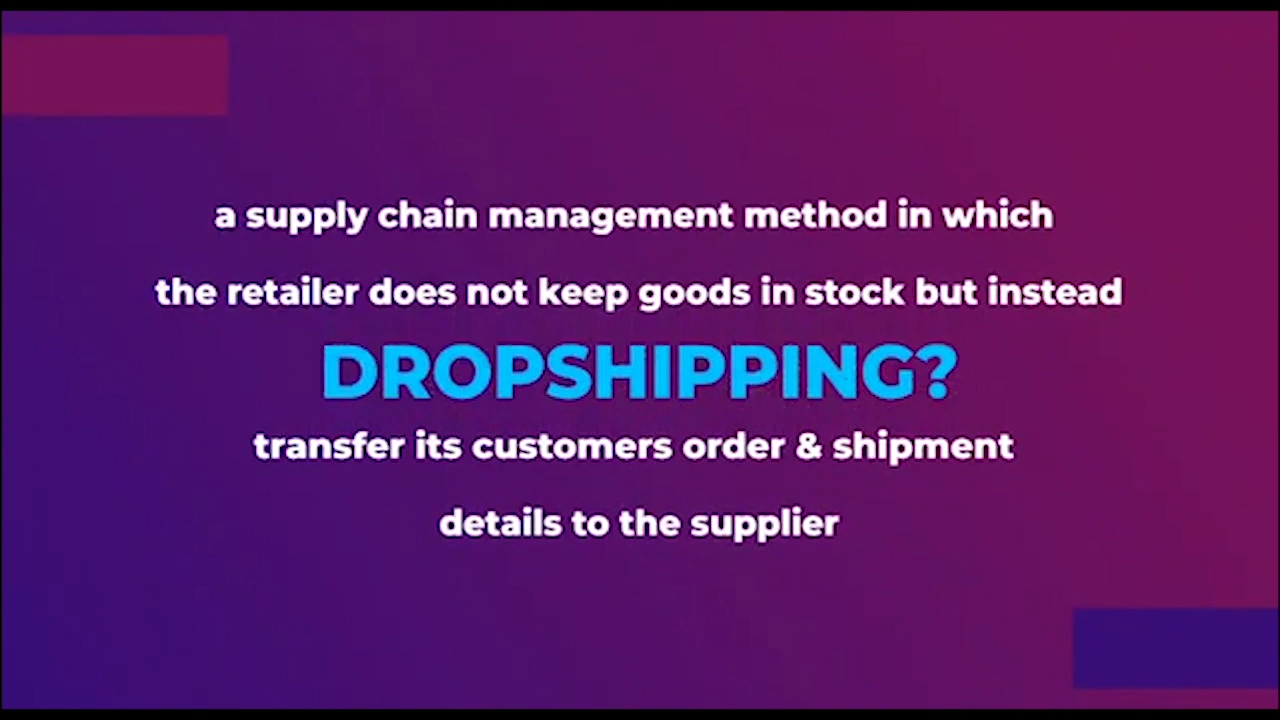 a supply chain management method in which
the retailer does not keep goods in stock but instead
DROPSHIPPING?
transfer its customers order & shipment
details to the supplier